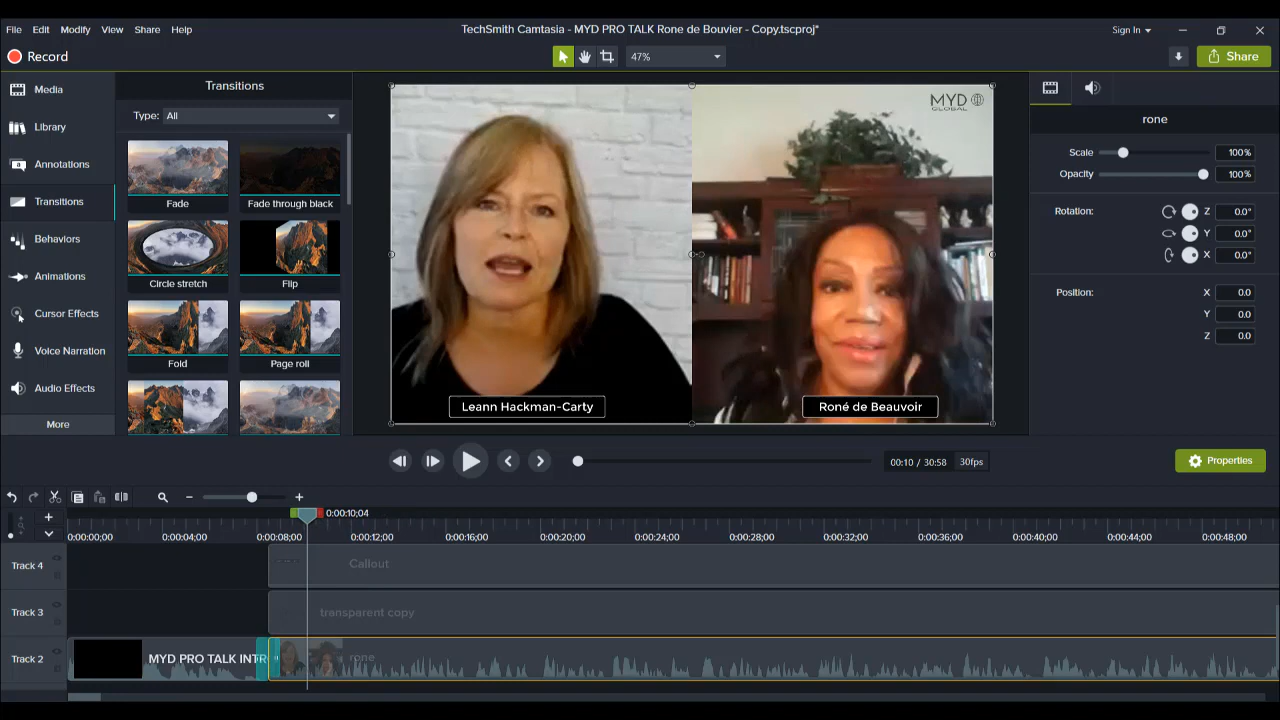 TechSmith Camtasia - MYD PRO TALK Rone de Bouvier - Copy.tscproj*
File Edit Modify View Share Help
Sign In
Record
47%
Share
Media
Library
Annotations
Transitions
Behaviors
Animations
Cursor Effects
Voice Narration
Audio Effects
More
Transitions
Type: All
Fade
Fade through black
Circle stretch
Flip
Fold
Page roll
MYD
GLOBAL
Leann Hackman-Carty
Roné de Beauvoir
rone
Scale 100%
Opacity 100%
Rotation: Z 0.0°
Y 0.0°
X 0.0°
Position: X 0.0
Y 0.0
Z 0.0
00:10 / 30:58 30fps
Properties
0:00:10;04
0:00:00;00 0:00:04;00 0:00:08;00 0:00:12;00 0:00:16;00 0:00:20;00 0:00:24;00 0:00:28;00 0:00:32;00 0:00:36;00 0:00:40;00 0:00:44;00 0:00:48;00
Track 4 Callout
Track 3 transparent copy
Track 2 MYD PRO TALK INTR rone